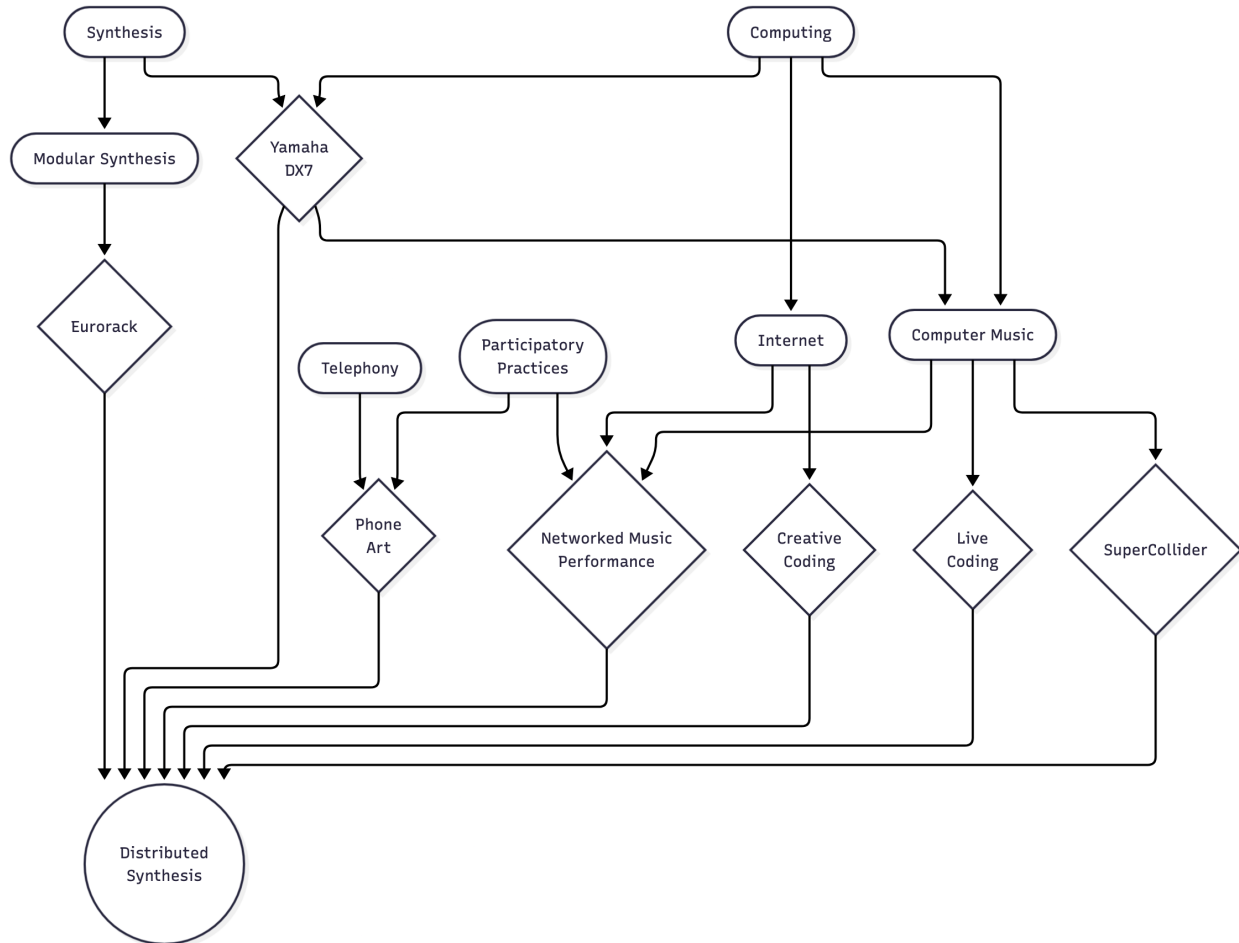 Synthesis
Computing
Modular Synthesis
Yamaha
DX7
Eurorack
Telephony
Participatory
Practices
Internet
Computer Music
Phone
Art
Networked Music
Performance
Creative
Coding
Live
Coding
SuperCollider
Distributed
Synthesis